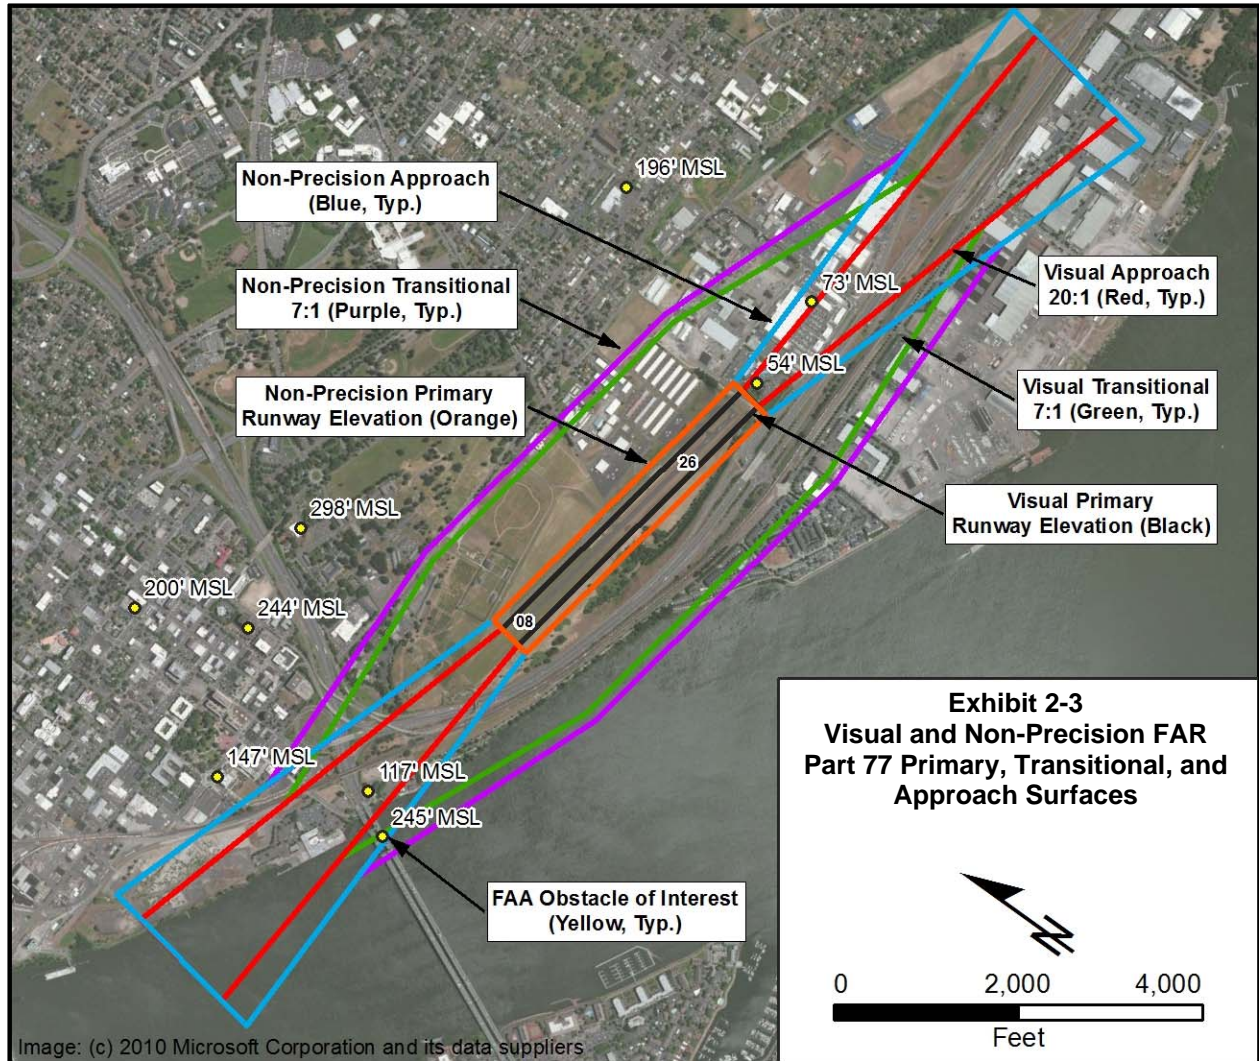 196' MSL
Non-Precision Approach
(Blue, Typ.)
Non-Precision Transitional
7:1 (Purple, Typ.)
Visual Approach
20:1 (Red, Typ.)
73' MSL
54' MSL
Non-Precision Primary
Runway Elevation (Orange)
Visual Transitional
7:1 (Green, Typ.)
26
Visual Primary
Runway Elevation (Black)
298' MSL
200' MSL
244' MSL
08
147' MSL
117' MSL
245' MSL
FAA Obstacle of Interest
(Yellow, Typ.)
Exhibit 2-3
Visual and Non-Precision FAR
Part 77 Primary, Transitional, and
Approach Surfaces
N
0 2,000 4,000
Feet
Image: (c) 2010 Microsoft Corporation and its data suppliers